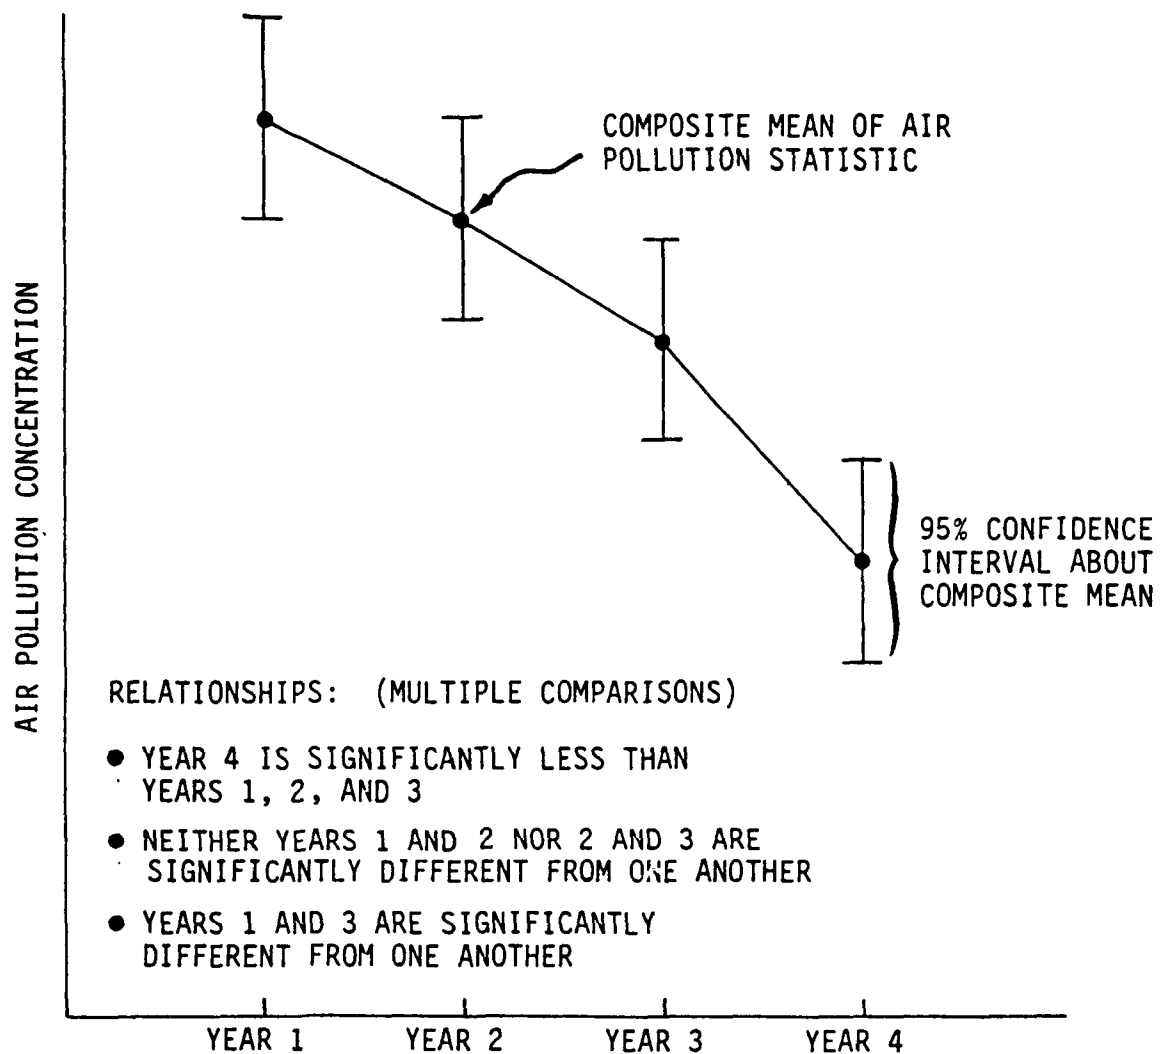 COMPOSITE MEAN OF AIR
POLLUTION STATISTIC
AIR POLLUTION CONCENTRATION
95% CONFIDENCE
INTERVAL ABOUT
COMPOSITE MEAN
RELATIONSHIPS: (MULTIPLE COMPARISONS)
● YEAR 4 IS SIGNIFICANTLY LESS THAN
YEARS 1, 2, AND 3
● NEITHER YEARS 1 AND 2 NOR 2 AND 3 ARE
SIGNIFICANTLY DIFFERENT FROM ONE ANOTHER
● YEARS 1 AND 3 ARE SIGNIFICANTLY
DIFFERENT FROM ONE ANOTHER
YEAR 1 YEAR 2 YEAR 3 YEAR 4